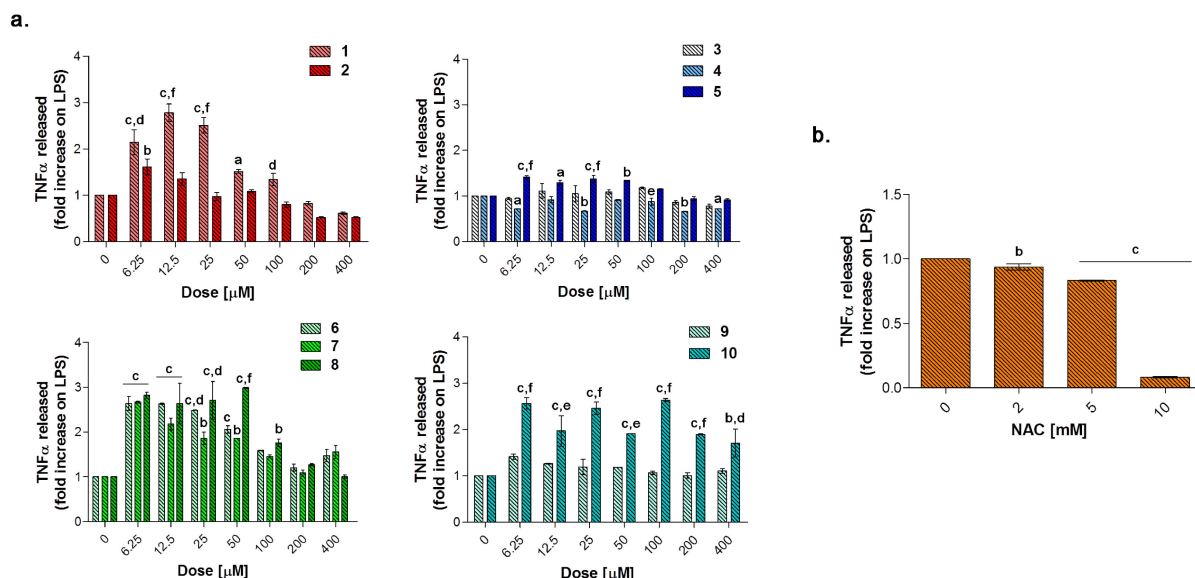 a.
TNFα released
(fold increase on LPS)
4
3
2
1
0
1
2
c,d
b
c,f
c,f
a
d
0
6.25
12.5
25
50
100
200
400
Dose [μM]
TNFα released
(fold increase on LPS)
4
3
2
1
0
3
4
5
a
c,f
a
b
c,f
b
e
b
a
0
6.25
12.5
25
50
100
200
400
Dose [μM]
TNFα released
(fold increase on LPS)
4
3
2
1
0
6
7
8
c
c
c,d
b
c,d
c
b
c,f
b
0
6.25
12.5
25
50
100
200
400
Dose [μM]
TNFα released
(fold increase on LPS)
4
3
2
1
0
9
10
c,f
c,e
c,f
c,e
c,f
c,f
b,d
0
6.25
12.5
25
50
100
200
400
Dose [μM]
b.
TNFα released
(fold increase on LPS)
1.5
1.0
0.5
0.0
b
c
0
2
5
10
NAC [mM]